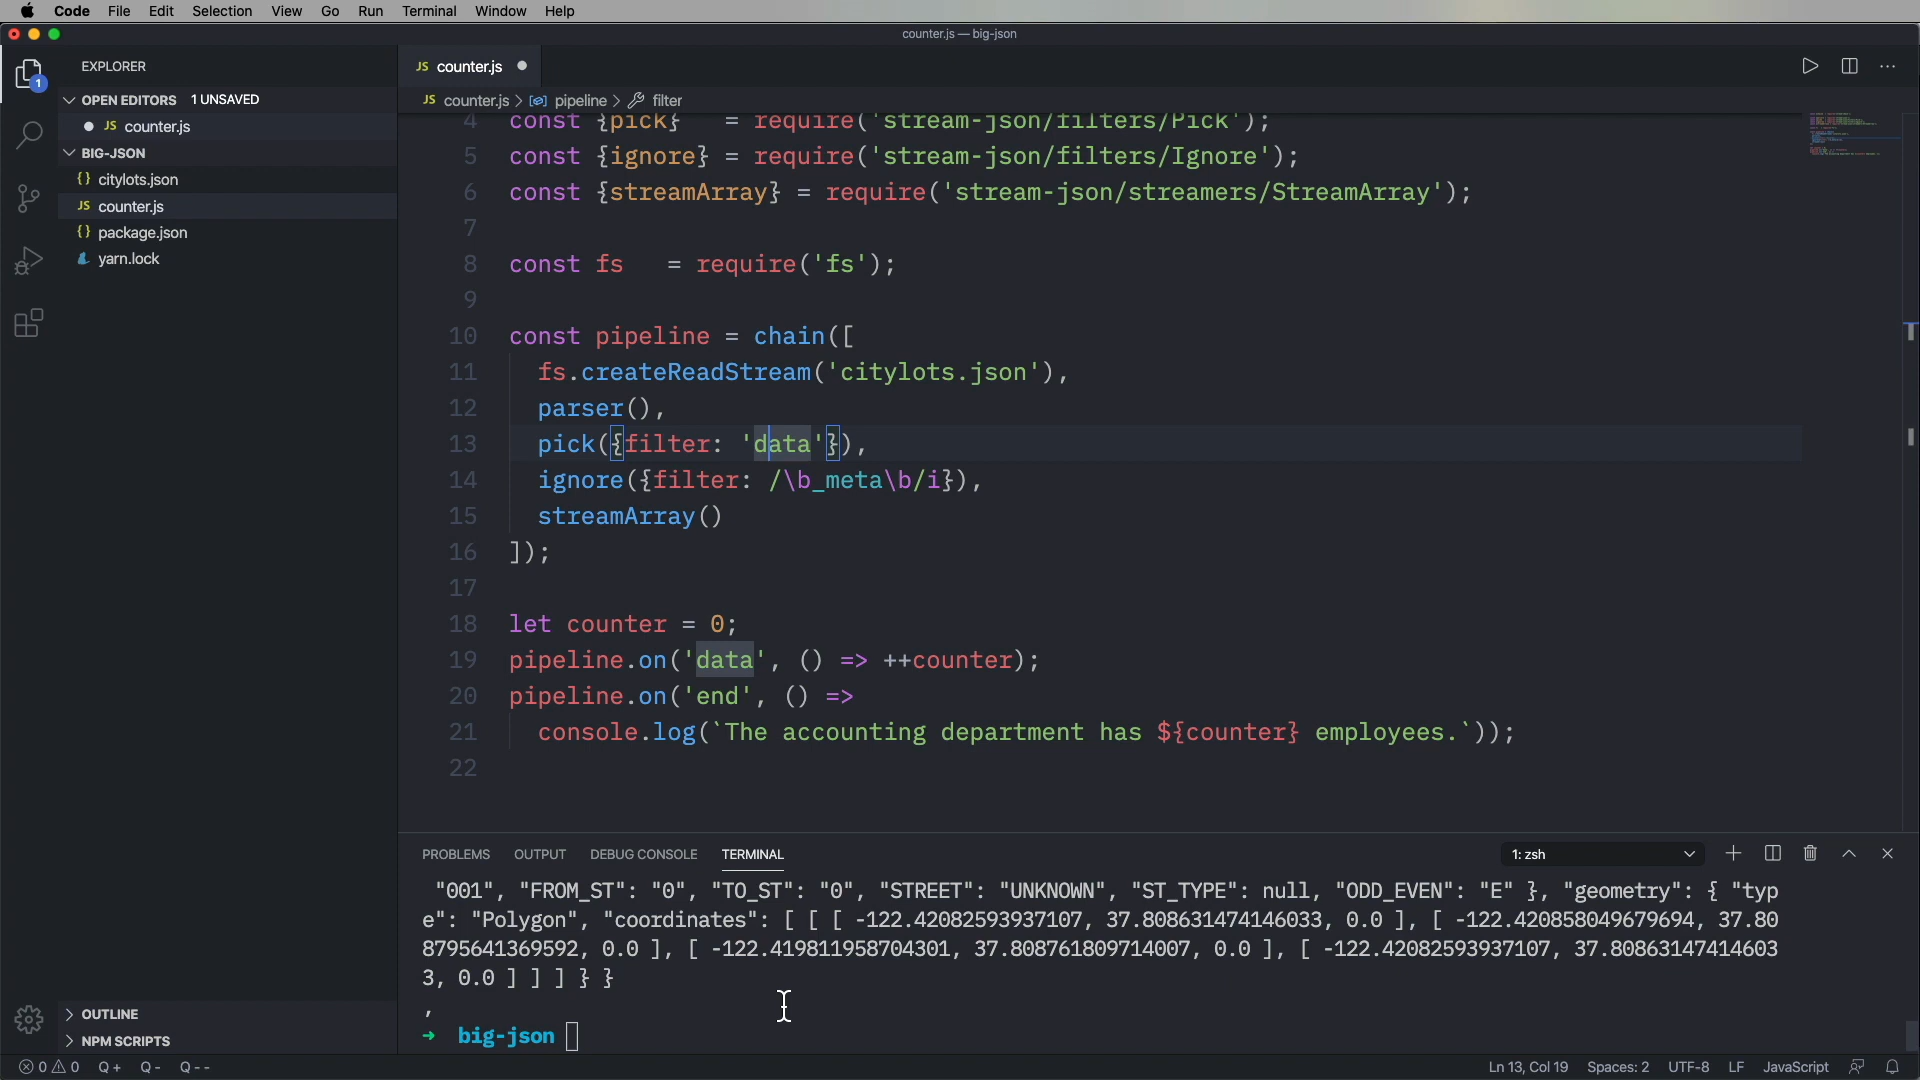 Code File Edit Selection View Go Run Terminal Window Help
counter.js — big-json
EXPLORER
OPEN EDITORS 1 UNSAVED
JS counter.js
BIG-JSON
{} citylots.json
JS counter.js
{} package.json
yarn.lock
OUTLINE
NPM SCRIPTS
1
JS counter.js
JS counter.js > pipeline > filter
4 const {pick}   = require('stream-json/filters/Pick');
5 const {ignore} = require('stream-json/filters/Ignore');
6 const {streamArray} = require('stream-json/streamers/StreamArray');
7
8 const fs   = require('fs');
9
10 const pipeline = chain([
11   fs.createReadStream('citylots.json'),
12   parser(),
13   pick({filter: 'data'}),
14   ignore({filter: /\b_meta\b/i}),
15   streamArray()
16 ]);
17
18 let counter = 0;
19 pipeline.on('data', () => ++counter);
20 pipeline.on('end', () =>
21   console.log(`The accounting department has ${counter} employees.`));
22
PROBLEMS OUTPUT DEBUG CONSOLE TERMINAL 1: zsh
"001", "FROM_ST": "0", "TO_ST": "0", "STREET": "UNKNOWN", "ST_TYPE": null, "ODD_EVEN": "E" }, "geometry": { "typ
e": "Polygon", "coordinates": [ [ [ -122.42082593937107, 37.808631474146033, 0.0 ], [ -122.420858049679694, 37.80
8795641369592, 0.0 ], [ -122.419811958704301, 37.808761809714007, 0.0 ], [ -122.42082593937107, 37.80863147414603
3, 0.0 ] ] ] } }
,
➜ big-json
0 0 Q+ Q- Q-- Ln 13, Col 19 Spaces: 2 UTF-8 LF JavaScript